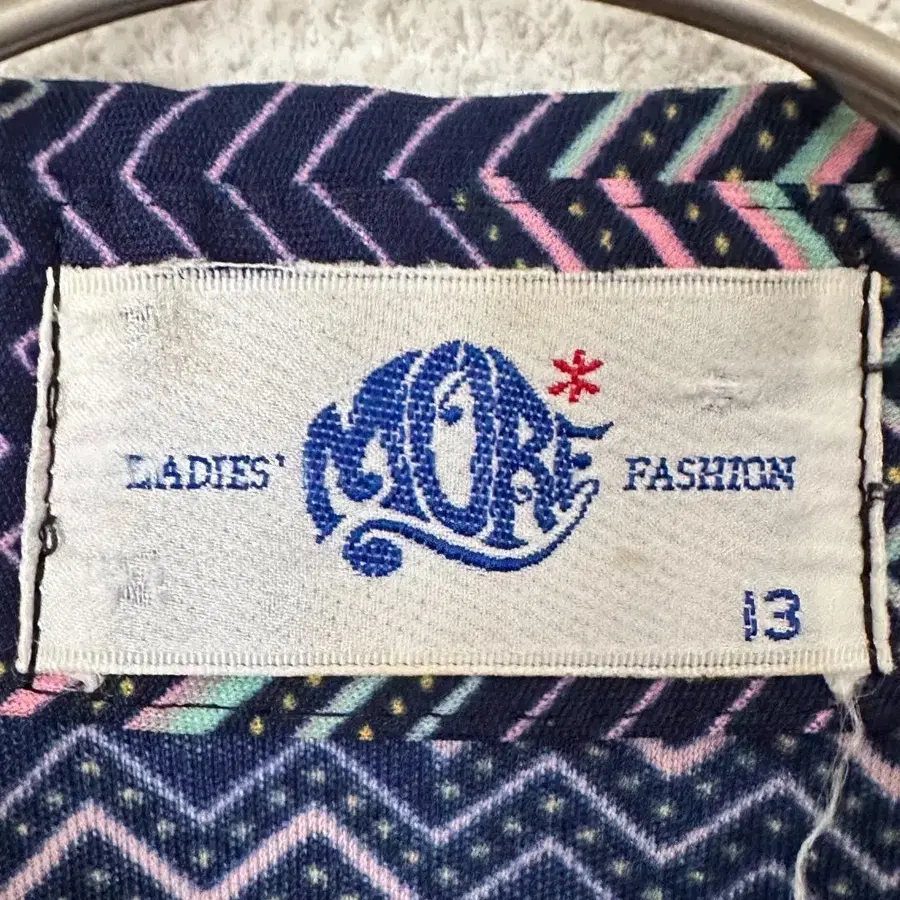 LADIES' MORE* FASHION
13